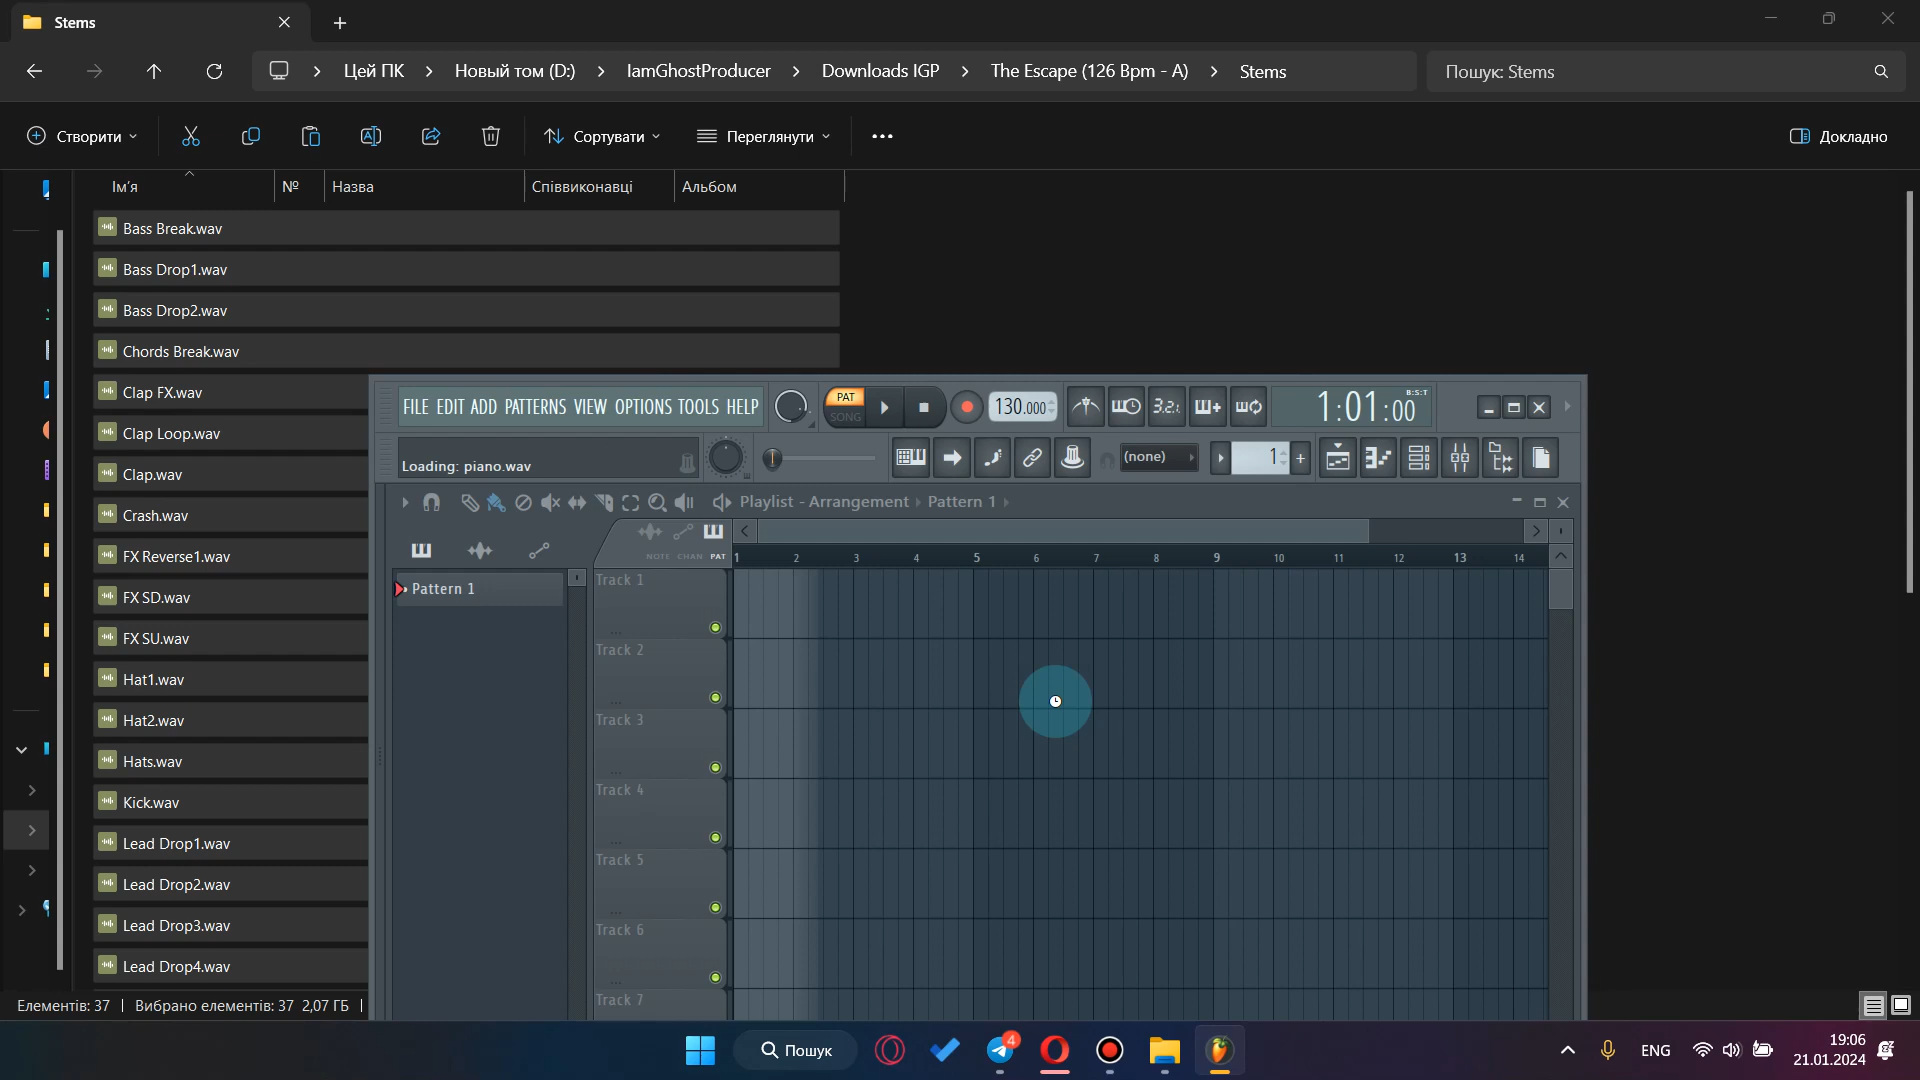 Stems
Цей ПК
Новый том (D:)
IamGhostProducer
Downloads IGP
The Escape (126 Bpm - A)
Stems
Пошук: Stems
Створити
Сортувати
Переглянути
Докладно
Ім'я
№
Назва
Співвиконавці
Альбом
Bass Break.wav
Bass Drop1.wav
Bass Drop2.wav
Chords Break.wav
Clap FX.wav
Clap Loop.wav
Clap.wav
Crash.wav
FX Reverse1.wav
FX SD.wav
FX SU.wav
Hat1.wav
Hat2.wav
Hats.wav
Kick.wav
Lead Drop1.wav
Lead Drop2.wav
Lead Drop3.wav
Lead Drop4.wav
FILE EDIT ADD PATTERNS VIEW OPTIONS TOOLS HELP
PAT
SONG
130.000
3.2.
1:01:00
B:S:T
Loading: piano.wav
(none)
1
Playlist - Arrangement
Pattern 1
NOTE CHAN PAT
1 2 3 4 5 6 7 8 9 10 11 12 13 14
Pattern 1
Track 1
Track 2
Track 3
Track 4
Track 5
Track 6
Track 7
Елементів: 37
Вибрано елементів: 37 2,07 ГБ
Пошук
4
ENG
19:06
21.01.2024